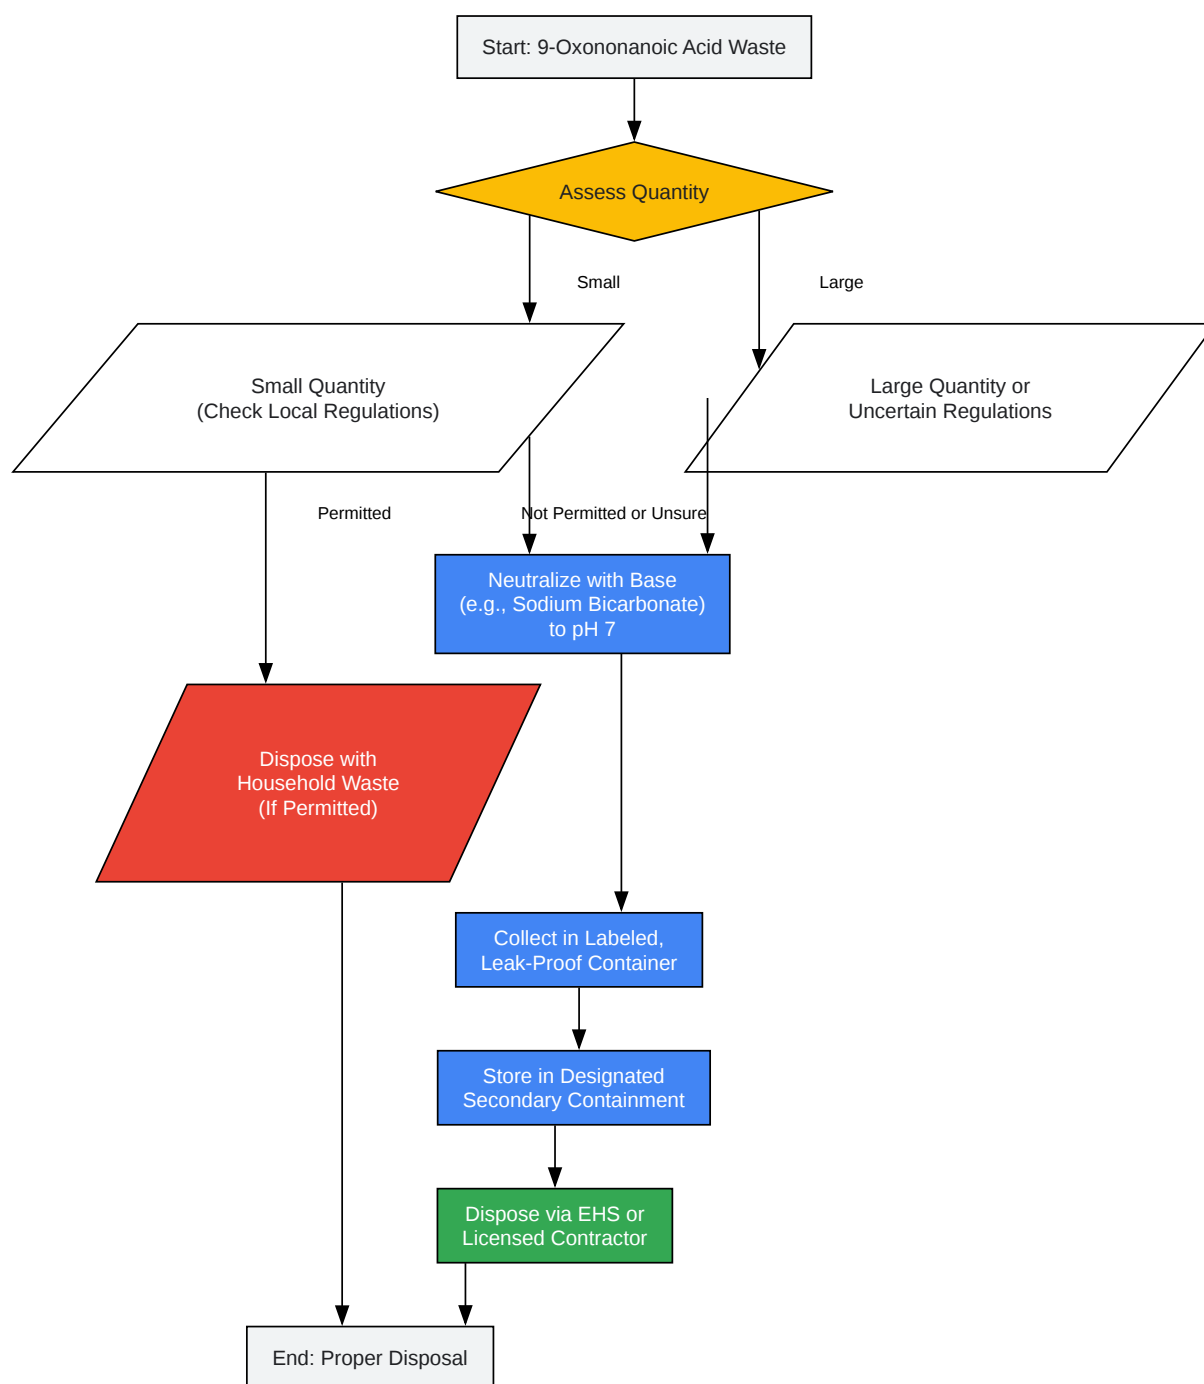 Start: 9-Oxononanoic Acid Waste
Assess Quantity
Small
Large
Small Quantity
(Check Local Regulations)
Large Quantity or
Uncertain Regulations
Permitted
Not Permitted or Unsure
Neutralize with Base
(e.g., Sodium Bicarbonate)
to pH 7
Dispose with
Household Waste
(If Permitted)
Collect in Labeled,
Leak-Proof Container
Store in Designated
Secondary Containment
Dispose via EHS or
Licensed Contractor
End: Proper Disposal